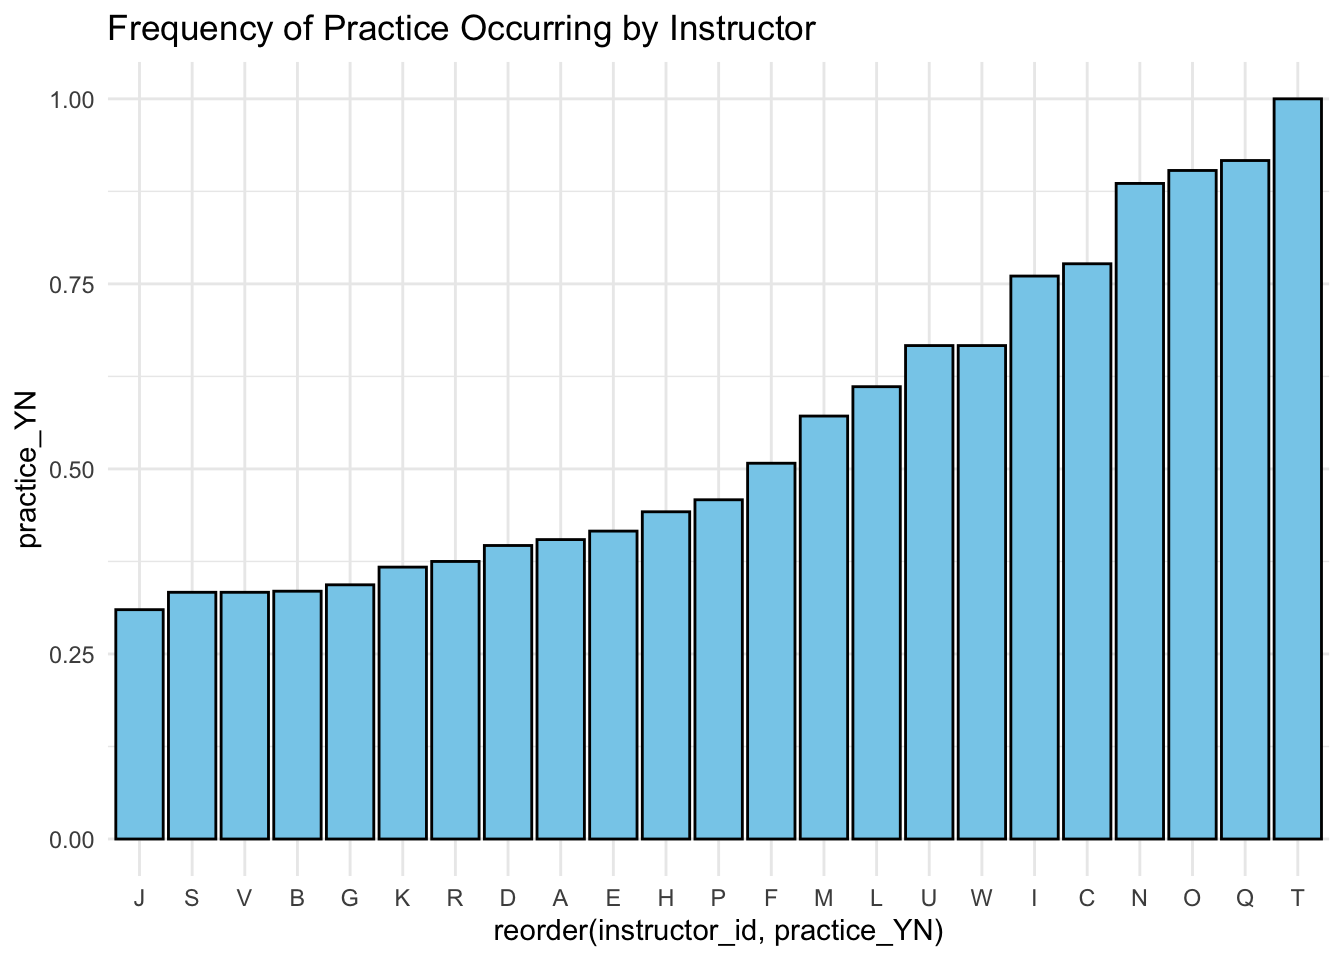 Frequency of Practice Occurring by Instructor
1.00
0.75
0.50
0.25
0.00
practice_YN
J S V B G K R D A E H P F M L U W I C N O Q T
reorder(instructor_id, practice_YN)